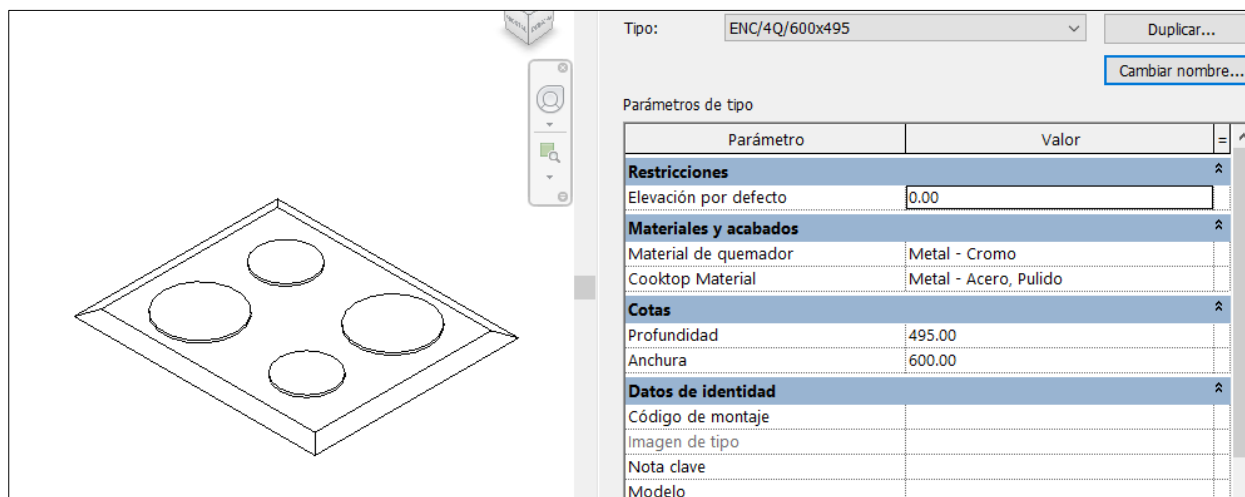 Tipo: ENC/4Q/600x495 Duplicar...
Cambiar nombre...
Parámetros de tipo
Parámetro Valor =
Restricciones
Elevación por defecto 0.00
Materiales y acabados
Material de quemador Metal - Cromo
Cooktop Material Metal - Acero, Pulido
Cotas
Profundidad 495.00
Anchura 600.00
Datos de identidad
Código de montaje
Imagen de tipo
Nota clave
Modelo